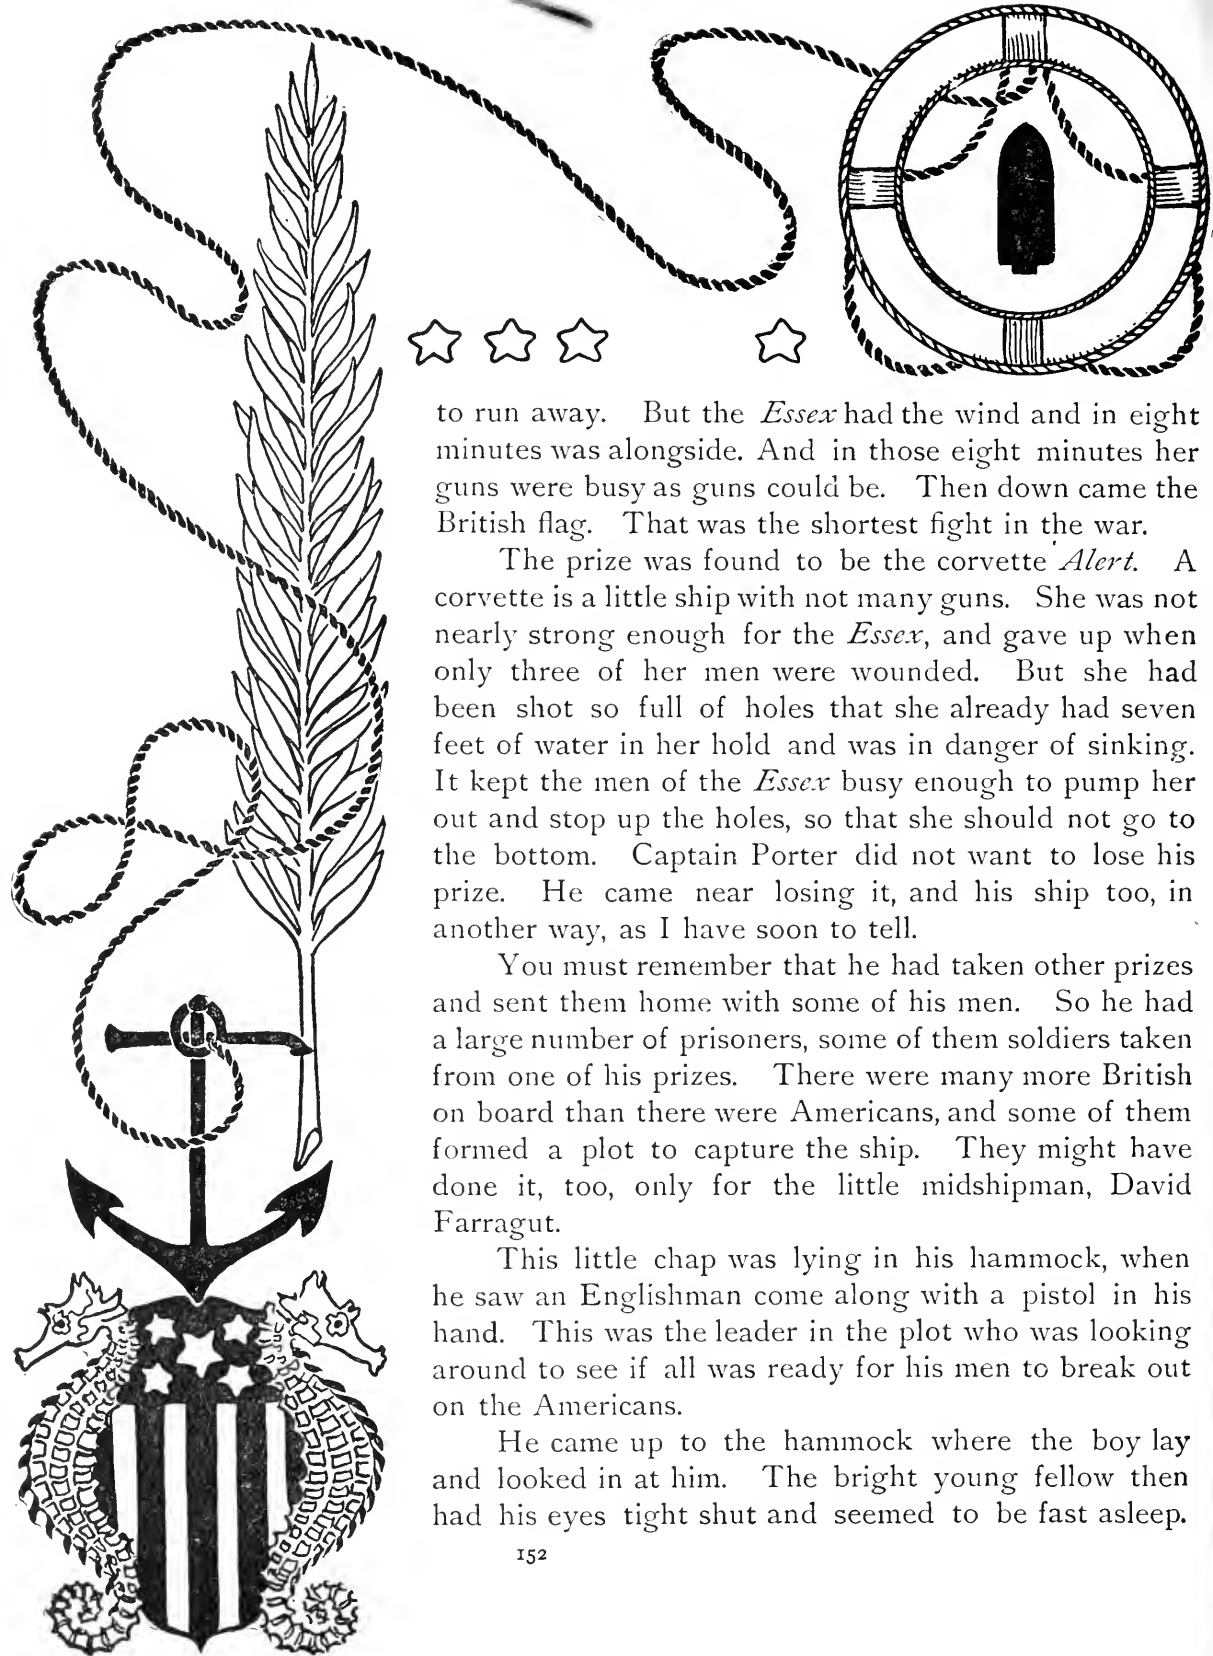 to run away. But the Essex had the wind and in eight
minutes was alongside. And in those eight minutes her
guns were busy as guns could be. Then down came the
British flag. That was the shortest fight in the war.
The prize was found to be the corvette Alert. A
corvette is a little ship with not many guns. She was not
nearly strong enough for the Essex, and gave up when
only three of her men were wounded. But she had
been shot so full of holes that she already had seven
feet of water in her hold and was in danger of sinking.
It kept the men of the Essex busy enough to pump her
out and stop up the holes, so that she should not go to
the bottom. Captain Porter did not want to lose his
prize. He came near losing it, and his ship too, in
another way, as I have soon to tell.
You must remember that he had taken other prizes
and sent them home with some of his men. So he had
a large number of prisoners, some of them soldiers taken
from one of his prizes. There were many more British
on board than there were Americans, and some of them
formed a plot to capture the ship. They might have
done it, too, only for the little midshipman, David
Farragut.
This little chap was lying in his hammock, when
he saw an Englishman come along with a pistol in his
hand. This was the leader in the plot who was looking
around to see if all was ready for his men to break out
on the Americans.
He came up to the hammock where the boy lay
and looked in at him. The bright young fellow then
had his eyes tight shut and seemed to be fast asleep.
152